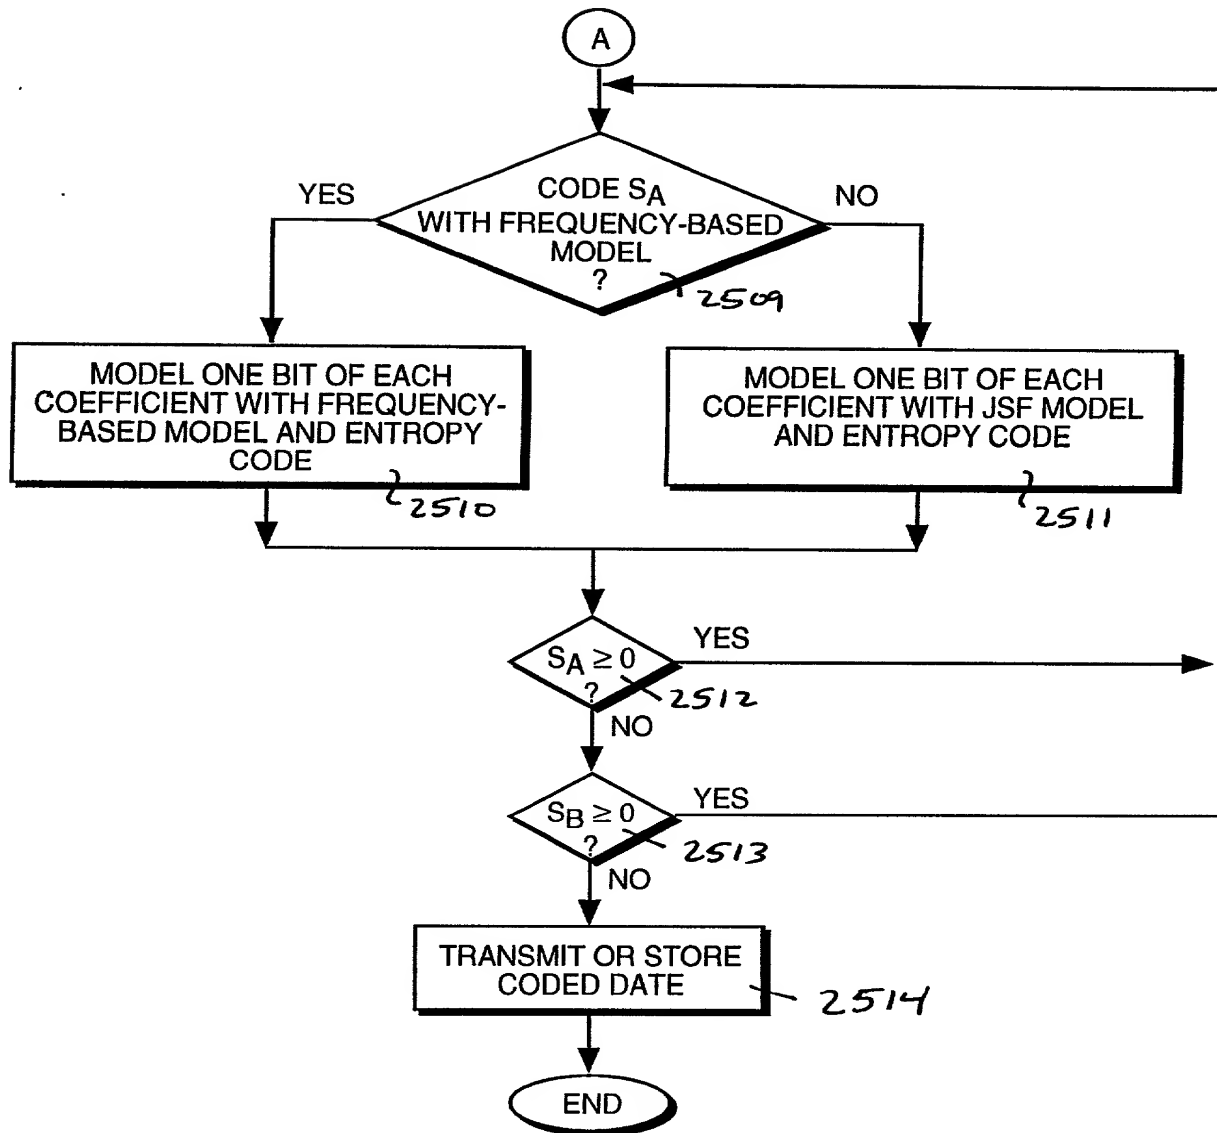 A
YES
CODE SA
WITH FREQUENCY-BASED
MODEL
?
NO
2509
MODEL ONE BIT OF EACH
COEFFICIENT WITH FREQUENCY-
BASED MODEL AND ENTROPY
CODE
2510
MODEL ONE BIT OF EACH
COEFFICIENT WITH JSF MODEL
AND ENTROPY CODE
2511
SA ≥ 0
?
YES
2512
NO
SB ≥ 0
?
YES
2513
NO
TRANSMIT OR STORE
CODED DATE
2514
END